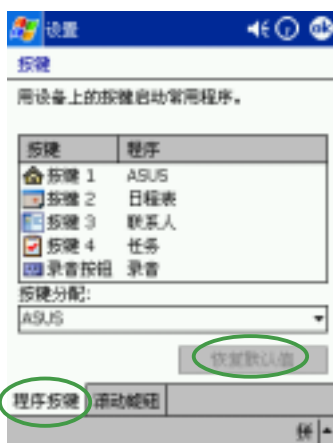 设置 ok
按键
用设备上的按键启动常用程序。
按键 程序
按键 1 ASUS
按键 2 日程表
按键 3 联系人
按键 4 任务
录音按钮 录音
按键分配:
ASUS
恢复默认值
程序按键 滚动按钮
拼